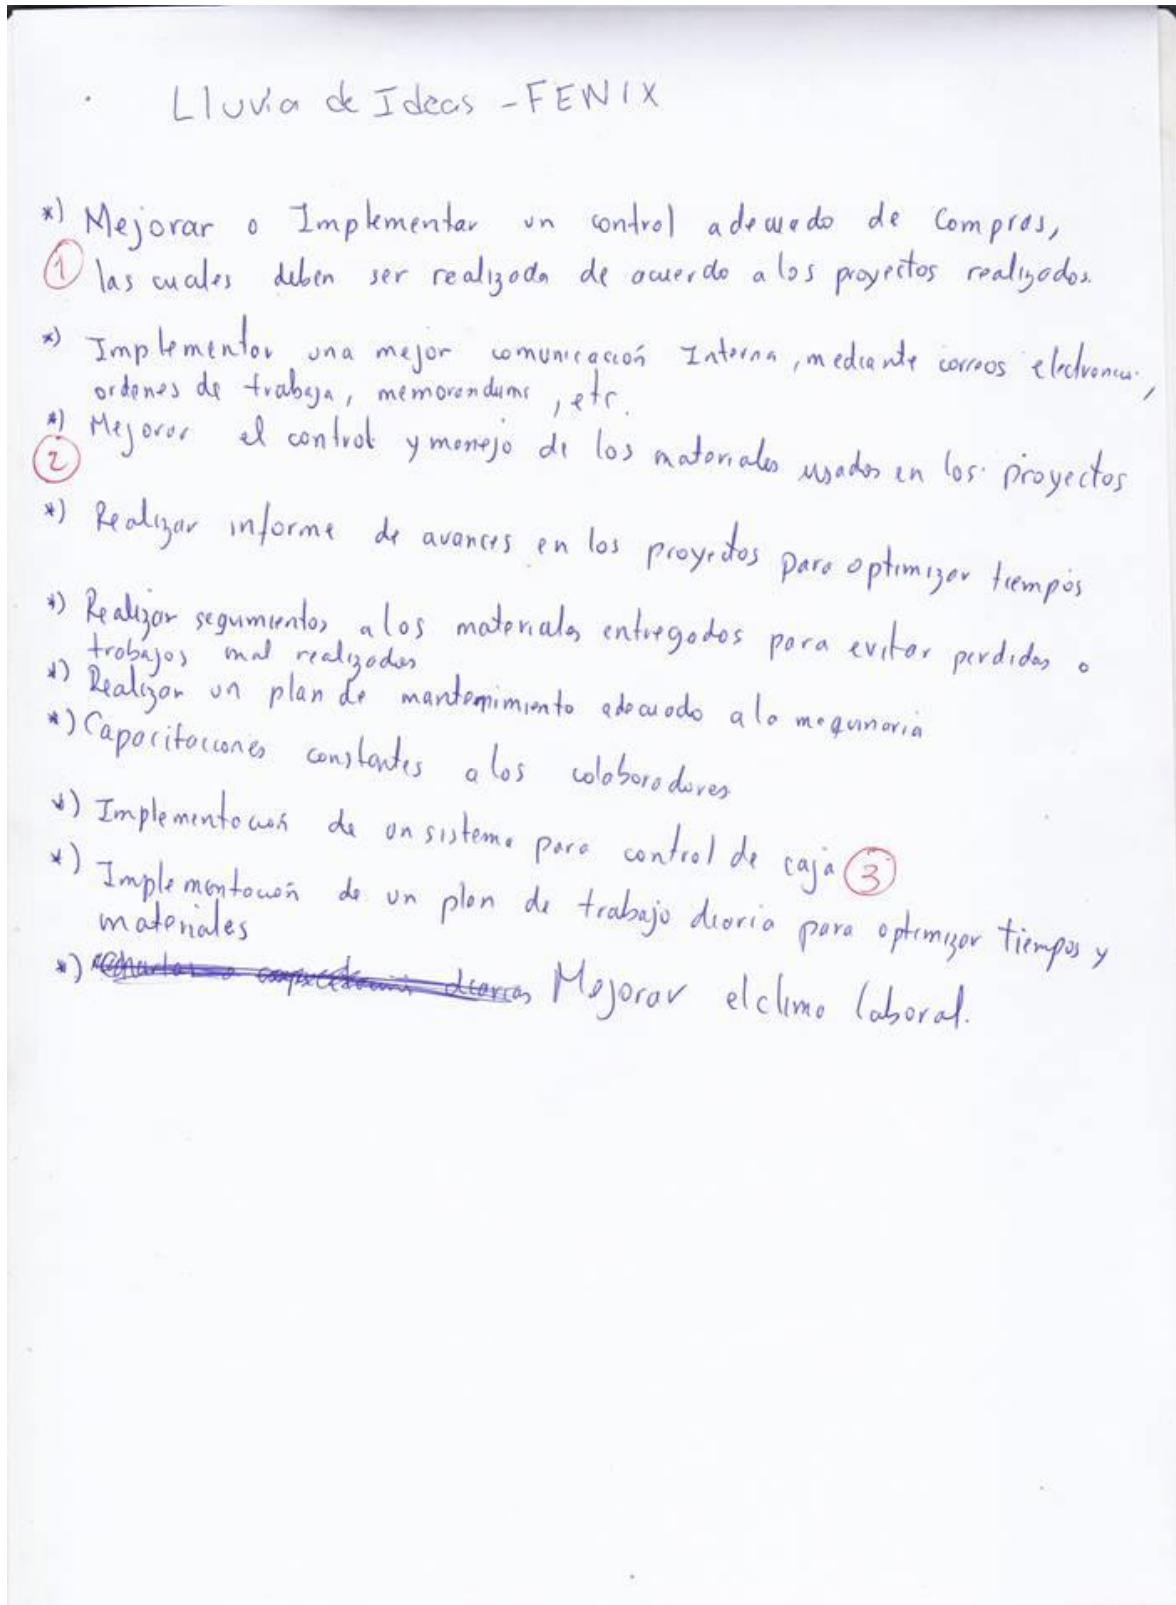 Lluvia de Ideas - FENIX
*) Mejorar o Implementar un control adecuado de Compras,
① las cuales deben ser realizada de acuerdo a los proyectos realizados.
*) Implementar una mejor comunicación Interna, mediante correos electronicos,
ordenes de trabajo, memorandums, etc.
*) Mejorar el control y manejo de los materiales usados en los proyectos
②
*) Realizar informe de avances en los proyectos para optimizar tiempos
*) Realizar seguimientos a los materiales entregados para evitar perdidas o
trabajos mal realizados
*) Realizar un plan de mantenimiento adecuado a la maquinaria
*) Capacitaciones constantes a los colaboradores
*) Implementación de un sistema para control de caja ③
*) Implementación de un plan de trabajo diario para optimizar tiempos y
materiales
*) diarias Mejorar el clima laboral.